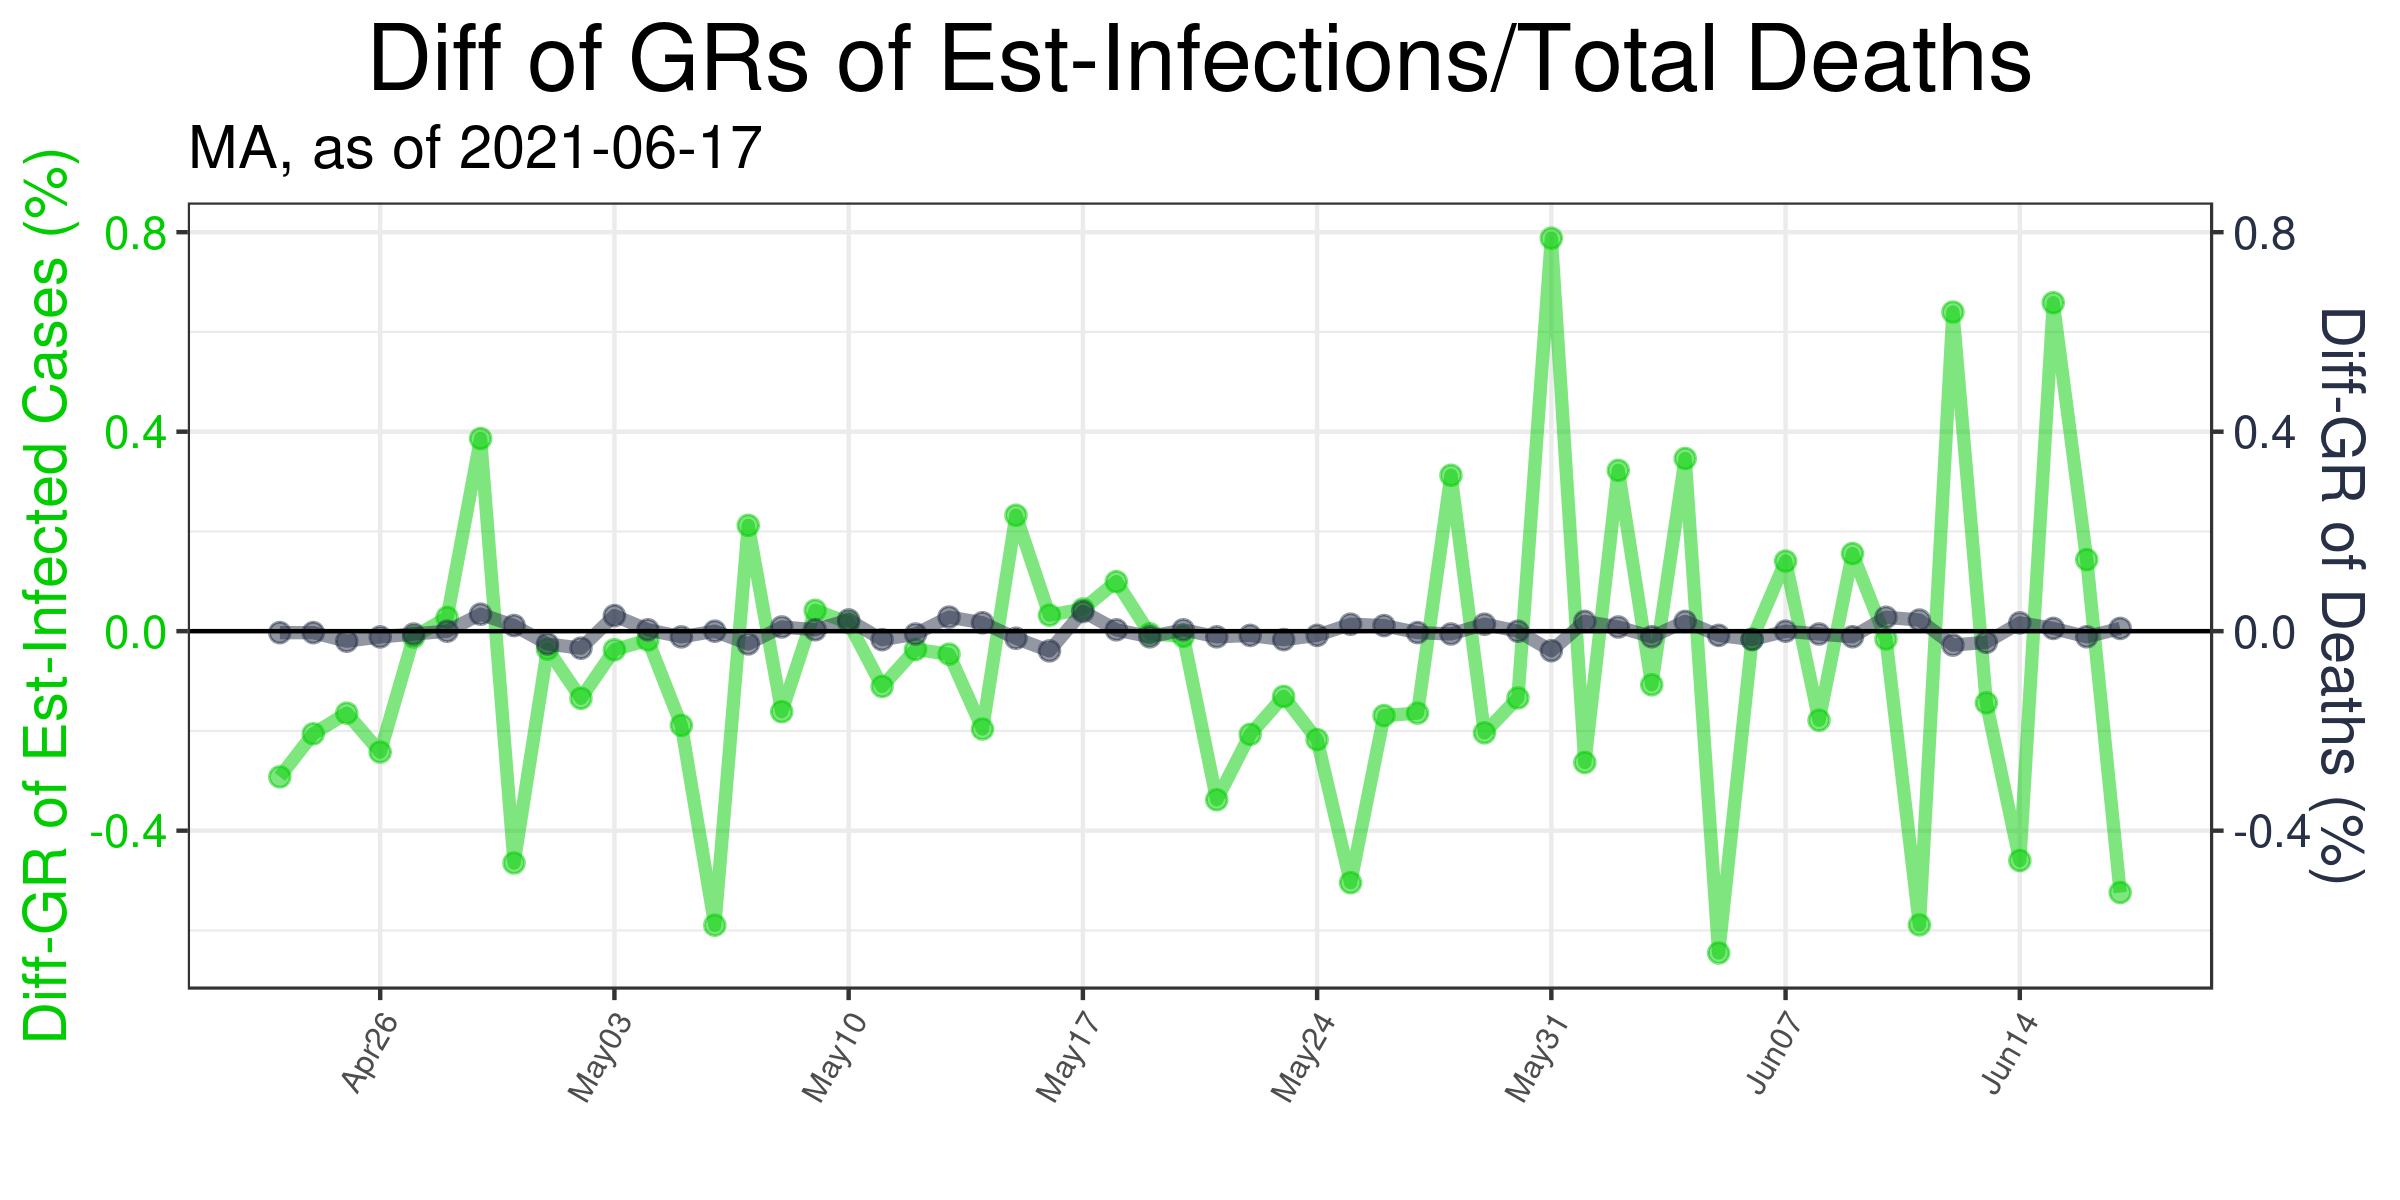 Diff of GRs of Est-Infections/Total Deaths
MA, as of 2021-06-17
Diff-GR of Est-Infected Cases (%)
0.8
0.4
0.0
-0.4
0.8
0.4
0.0
-0.4
Diff-GR of Deaths (%)
Apr26
May03
May10
May17
May24
May31
Jun07
Jun14